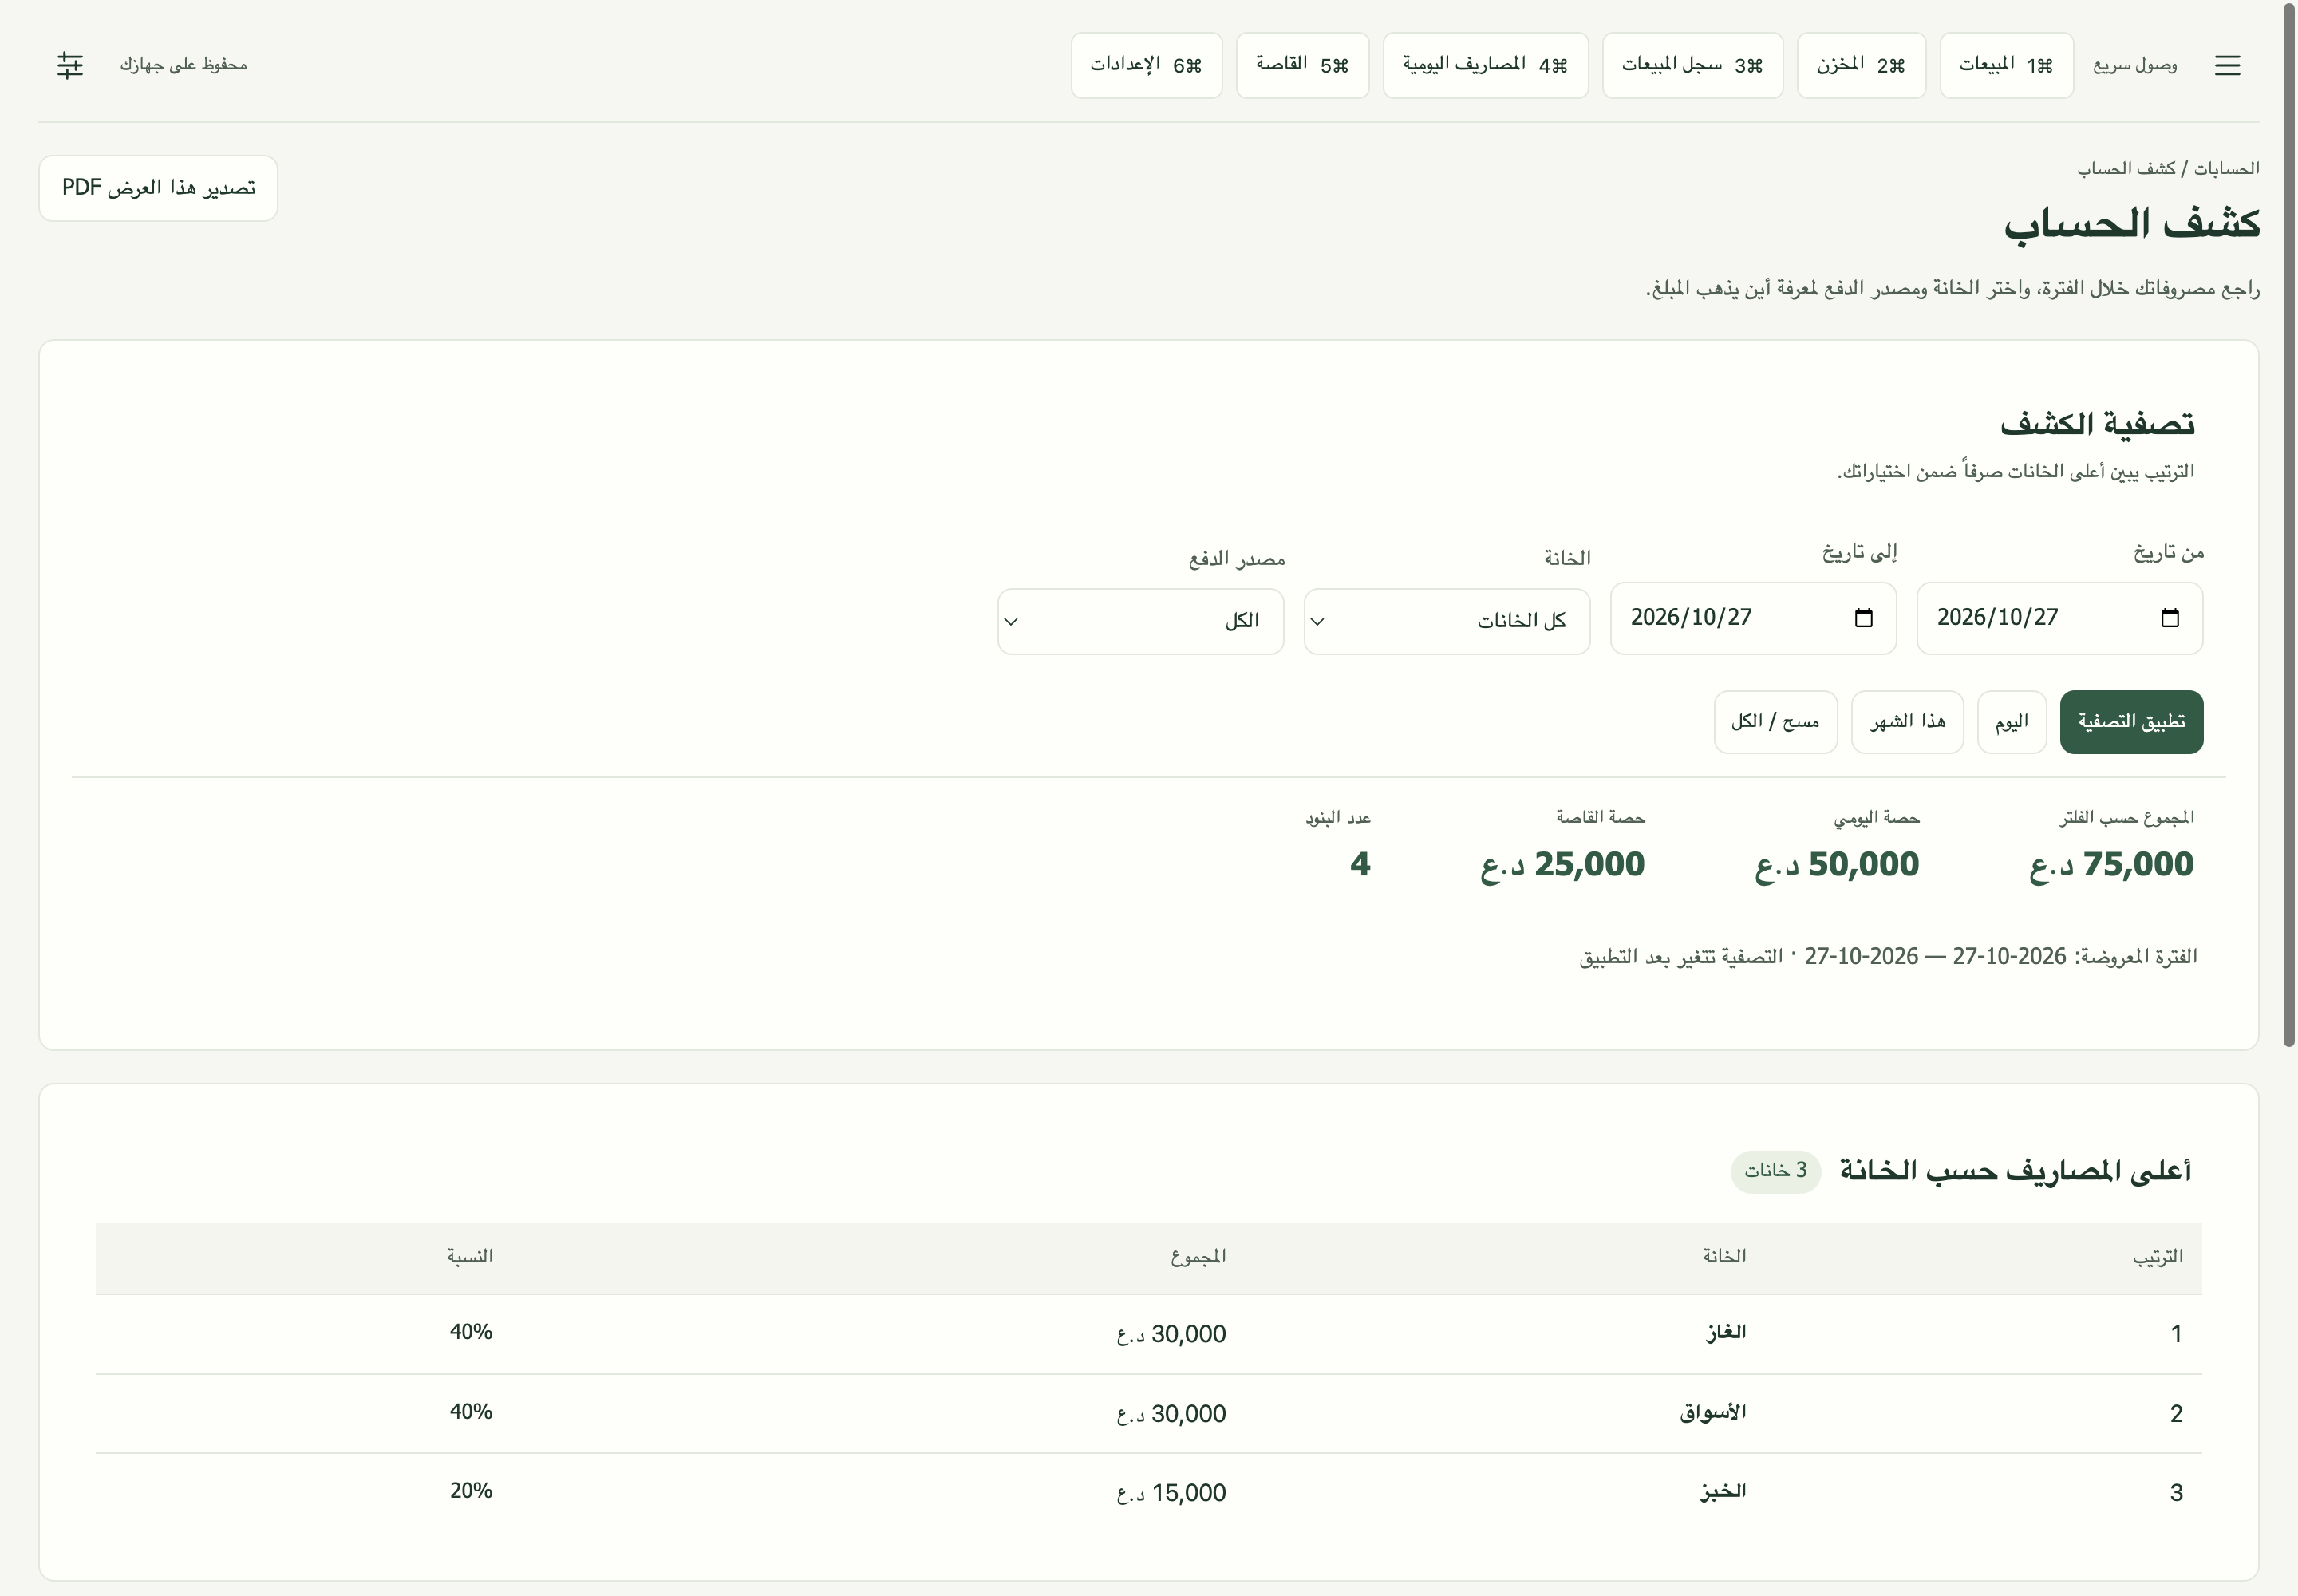 وصول سريع ⌘1 المبيعات ⌘2 المخزن ⌘3 سجل المبيعات ⌘4 المصاريف اليومية ⌘5 القاصة ⌘6 الإعدادات محفوظ على جهازك
الحسابات / كشف الحساب
تصدير هذا العرض PDF
كشف الحساب
راجع مصروفاتك خلال الفترة، واختر الخانة ومصدر الدفع لمعرفة أين يذهب المبلغ.
تصفية الكشف
الترتيب يبين أعلى الخانات صرفاً ضمن اختياراتك.
من تاريخ إلى تاريخ الخانة مصدر الدفع
2026/10/27 2026/10/27 كل الخانات الكل
تطبيق التصفية اليوم هذا الشهر مسح / الكل
المجموع حسب الفلتر حصة اليومي حصة القاصة عدد البنود
75,000 د.ع 50,000 د.ع 25,000 د.ع 4
الفترة المعروضة: 2026-10-27 — 2026-10-27 · التصفية تتغير بعد التطبيق
أعلى المصاريف حسب الخانة 3 خانات
الترتيب الخانة المجموع النسبة
1 الغاز 30,000 د.ع 40%
2 الأسواق 30,000 د.ع 40%
3 الخبز 15,000 د.ع 20%